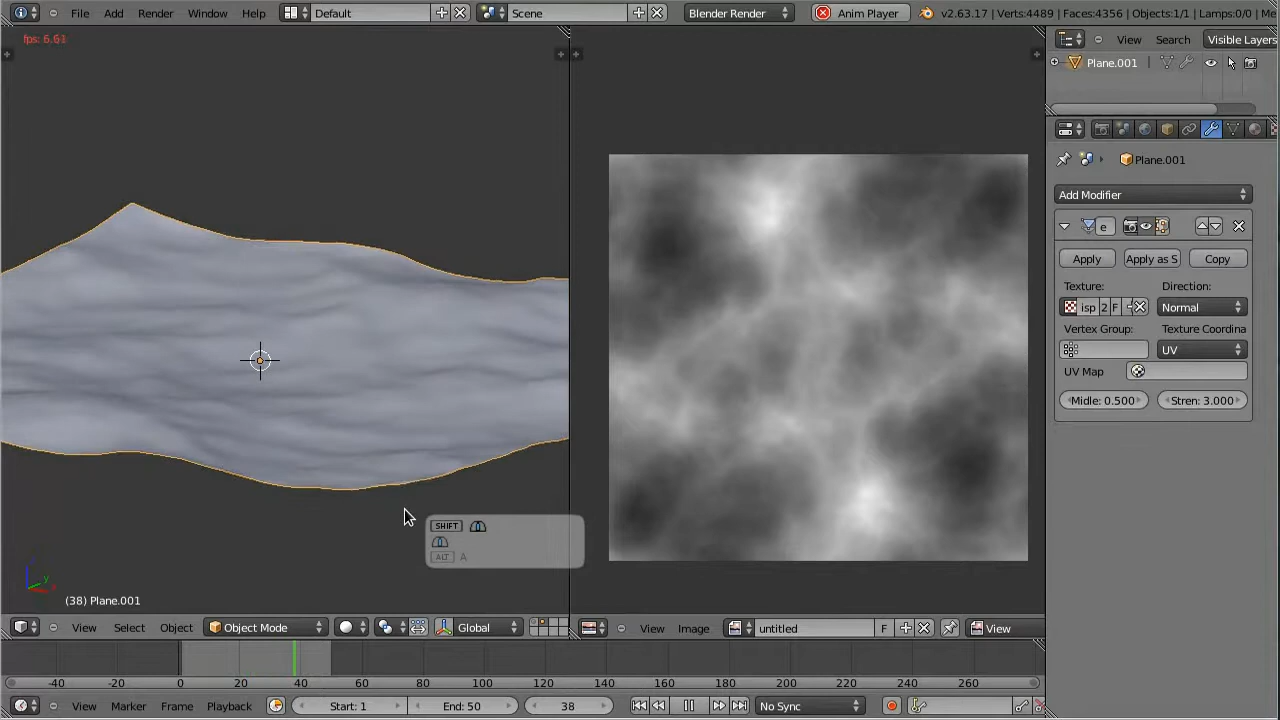 File Add Render Window Help Default Scene Blender Render Anim Player v2.63.17 | Verts:4489 | Faces:4356 | Objects:1/1 | Lamps:0/0 | Me
fps: 6.61
View Search Visible Layers
Plane.001
Plane.001
Add Modifier
e
Apply Apply as S Copy
Texture: Direction:
isp 2 F Normal
Vertex Group: Texture Coordina
UV
UV Map
Midle: 0.500 Stren: 3.000
SHIFT
ALT A
(38) Plane.001
View Select Object Object Mode Global View Image untitled F View
-40 -20 0 20 40 60 80 100 120 140 160 180 200 220 240 260
View Marker Frame Playback Start: 1 End: 50 38 No Sync